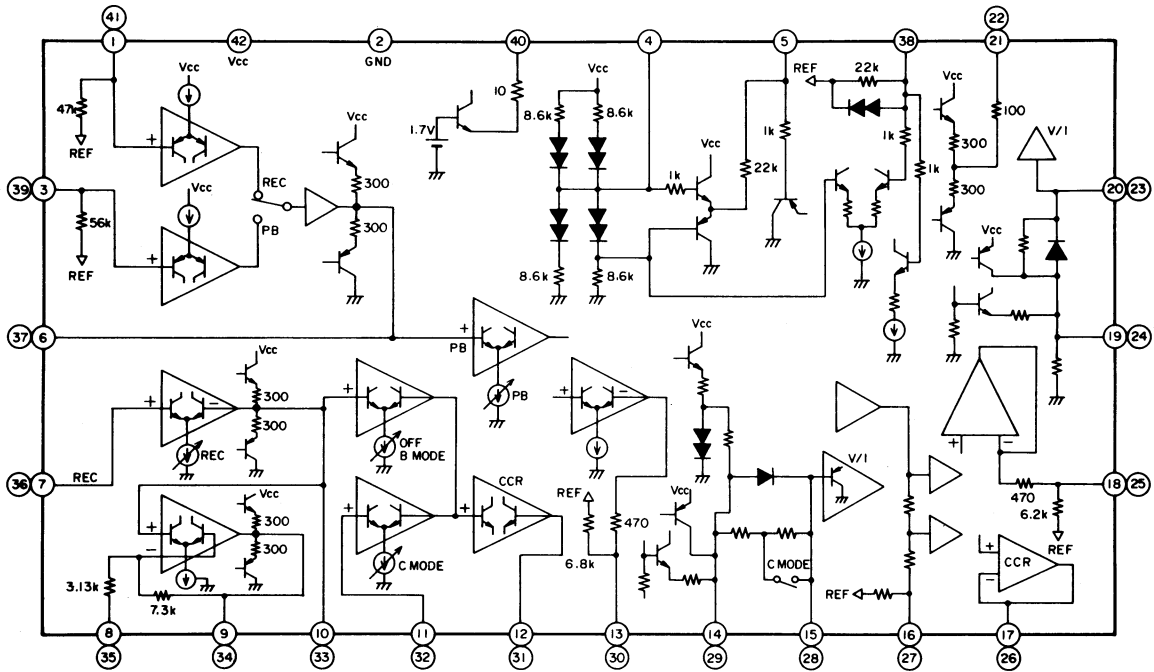 41 22
1 42 2 40 4 5 38 21
Vcc GND
Vcc Vcc 22k
REF
47k 10 8.6k 8.6k Vcc 100
+ Vcc 1.7V 1k V/I
REF 300 1k 300
Vcc REC 1k Vcc 22k 1k
39 3 300 20 23
56k PB 300 300 Vcc
REF +
8.6k 8.6k
37 6 + Vcc 19 24
PB
Vcc PB + −
+ − 300 + OFF
REC 300 B MODE V/I + −
36 7 REC CCR REF Vcc 470 18 25
Vcc + + 470 6.2k
+ 300 REF
− 300 C MODE 6.8k C MODE + CCR
3.13k REF −
7.3k
8 9 10 11 12 13 14 15 16 17
35 34 33 32 31 30 29 28 27 26